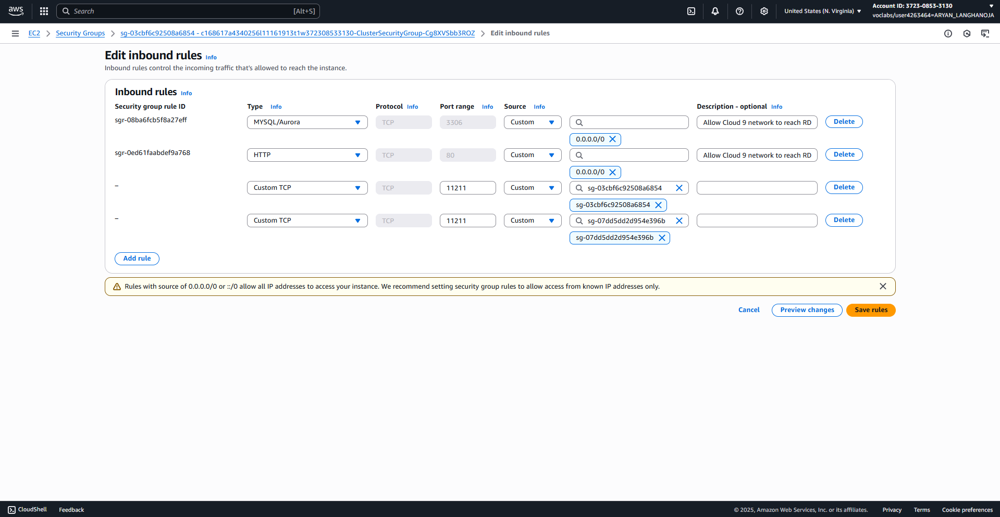 aws
Search [Alt+S]
United States (N. Virginia)
Account ID: 3723-0853-3130
voclabs/user4263464=ARYAN_LANGHANOJA
EC2
Security Groups
sg-03cbf6c92508a6854 - c168617a4340256l11161913t1w372308533130-ClusterSecurityGroup-Cg8XVSbb3ROZ
Edit inbound rules
Edit inbound rules Info
Inbound rules control the incoming traffic that's allowed to reach the instance.
Inbound rules Info
Security group rule ID Type Info Protocol Info Port range Info Source Info Description - optional Info
sgr-08ba6fcb5f8a27eff MYSQL/Aurora TCP 3306 Custom Allow Cloud 9 network to reach RD Delete
0.0.0.0/0
sgr-0ed61faabdef9a768 HTTP TCP 80 Custom Allow Cloud 9 network to reach RD Delete
0.0.0.0/0
– Custom TCP TCP 11211 Custom sg-03cbf6c92508a6854 Delete
sg-03cbf6c92508a6854
– Custom TCP TCP 11211 Custom sg-07dd5dd2d954e396b Delete
sg-07dd5dd2d954e396b
Add rule
Rules with source of 0.0.0.0/0 or ::/0 allow all IP addresses to access your instance. We recommend setting security group rules to allow access from known IP addresses only.
Cancel Preview changes Save rules
CloudShell Feedback © 2025, Amazon Web Services, Inc. or its affiliates. Privacy Terms Cookie preferences